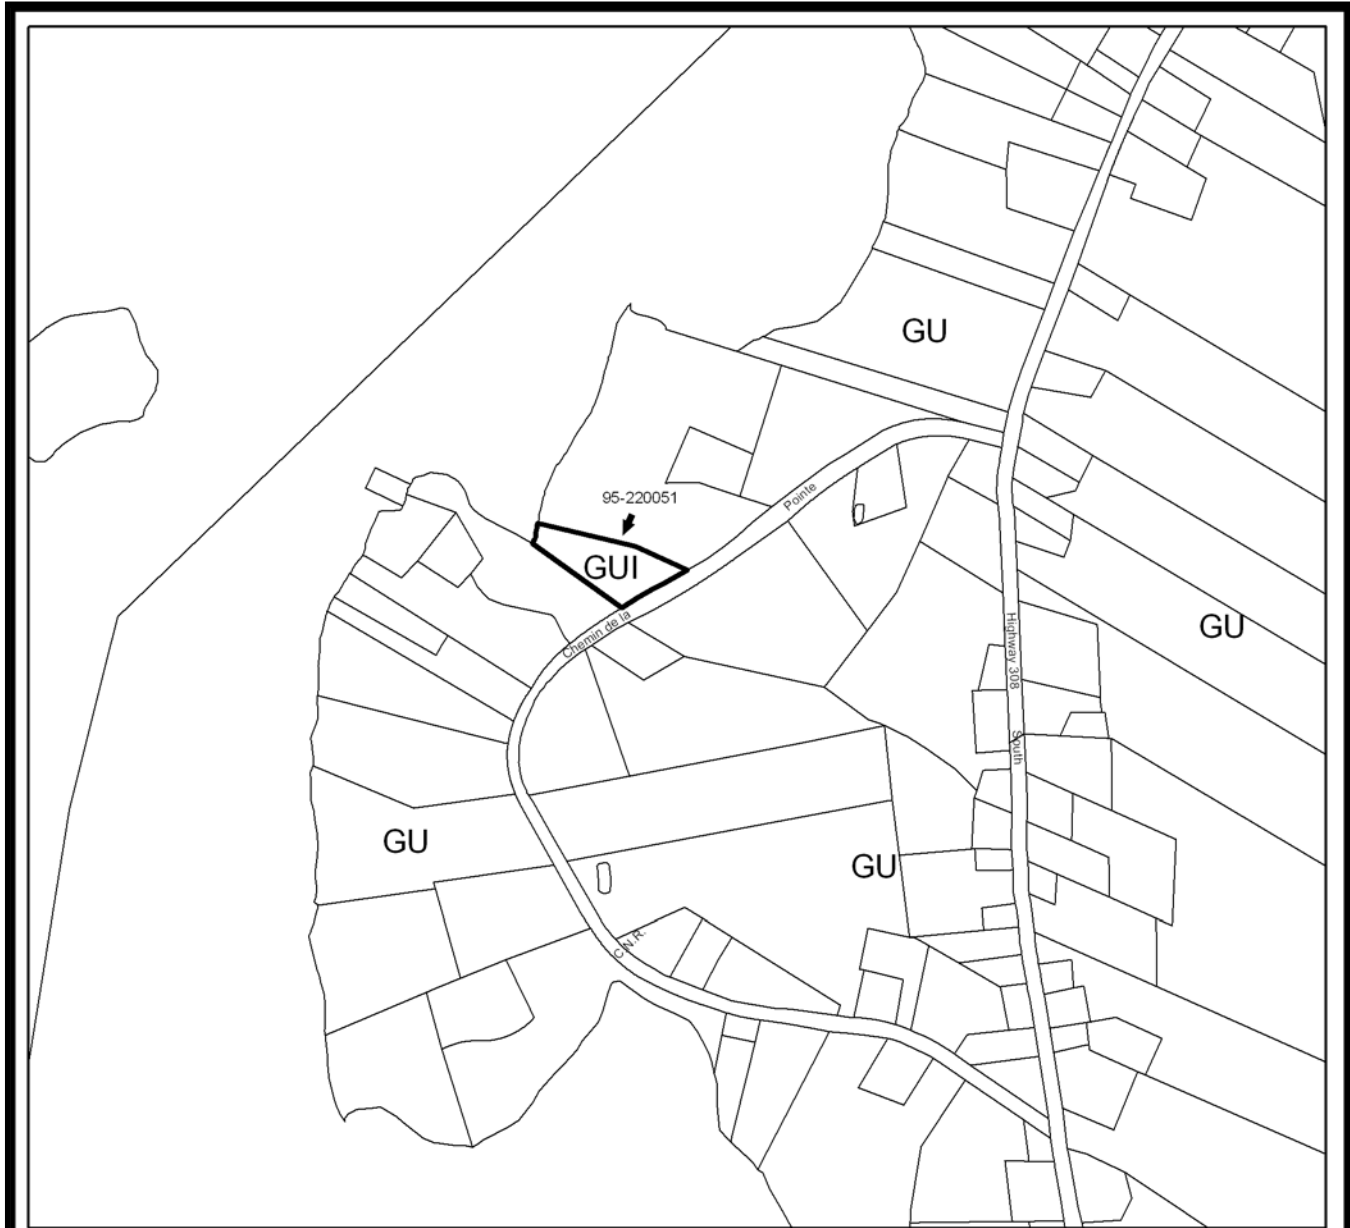 GU
95-220051
Pointe
GUI
Chemin de la
Highway 308
South
GU
GU
GU
C.N.R.